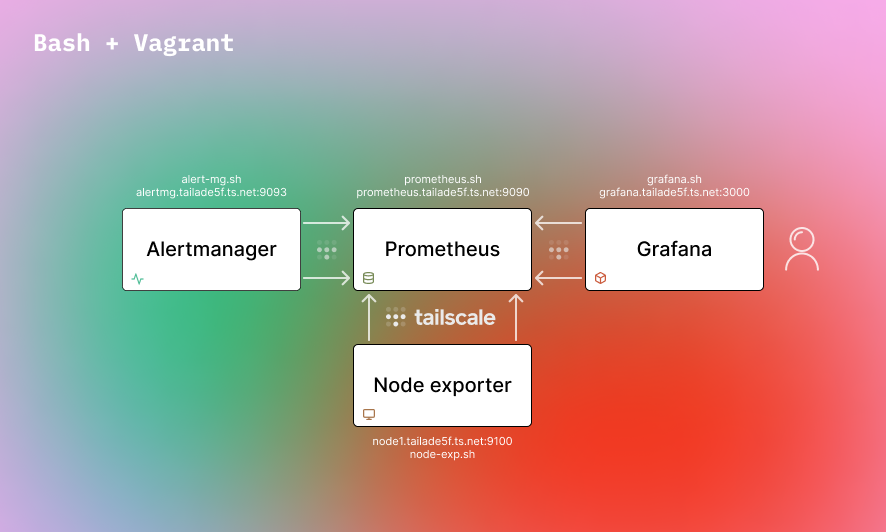 Bash + Vagrant
alert-mg.sh
alertmg.tailade5f.ts.net:9093
prometheus.sh
prometheus.tailade5f.ts.net:9090
grafana.sh
grafana.tailade5f.ts.net:3000
Alertmanager
Prometheus
Grafana
tailscale
Node exporter
node1.tailade5f.ts.net:9100
node-exp.sh